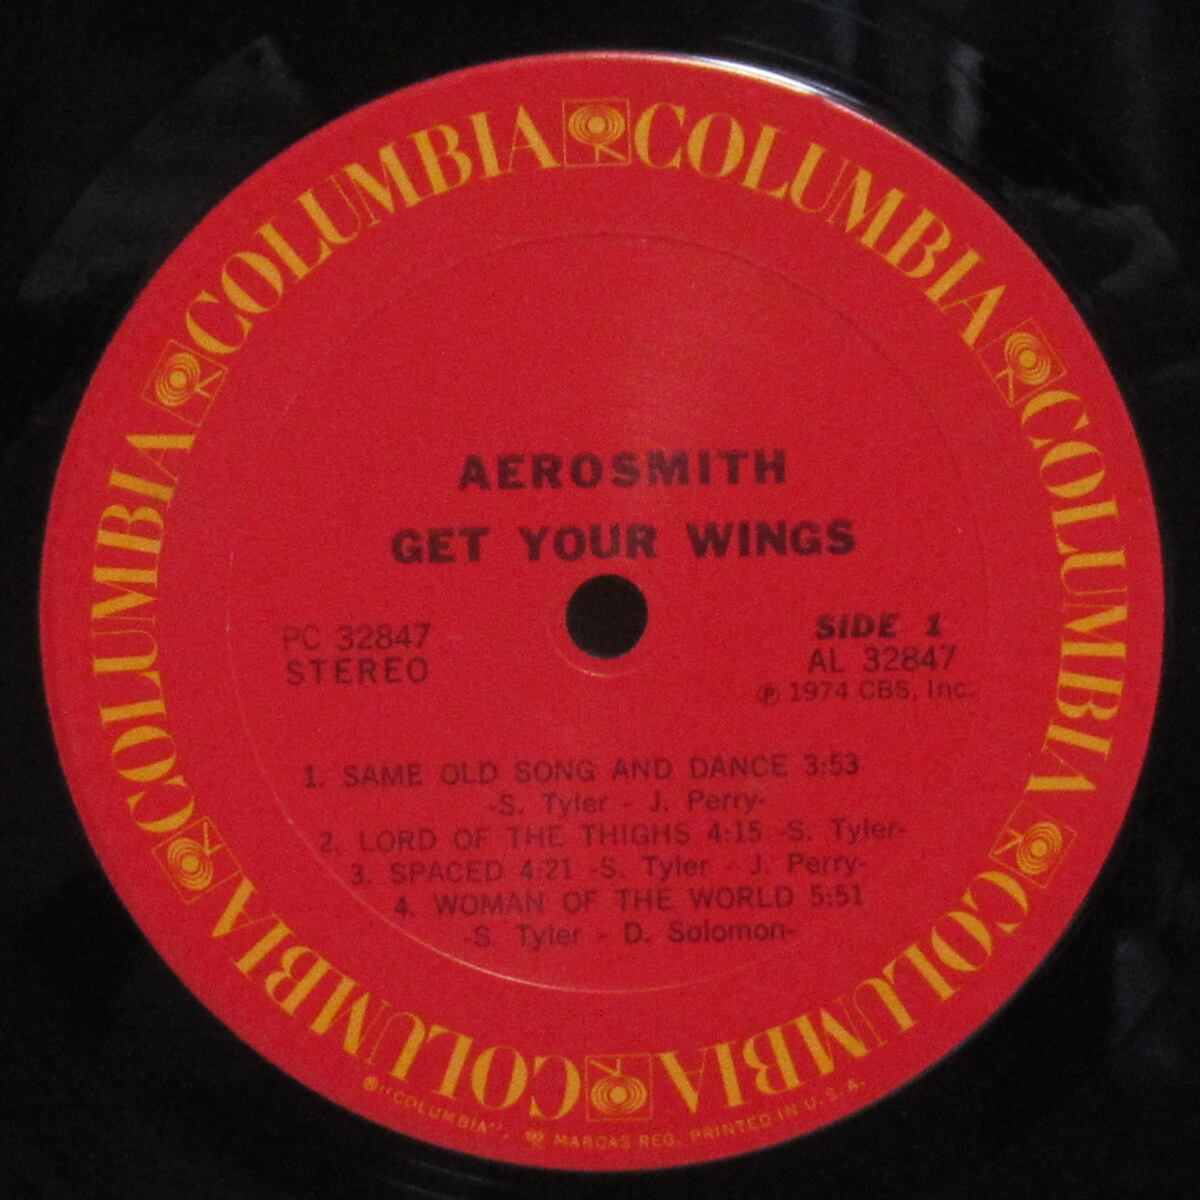 COLUMBIA COLUMBIA COLUMBIA COLUMBIA COLUMBIA COLUMBIA
AEROSMITH
GET YOUR WINGS
PC 32847
STEREO
SIDE 1
AL 32847
℗ 1974 CBS, Inc.
1. SAME OLD SONG AND DANCE 3:53
-S. Tyler - J. Perry-
2. LORD OF THE THIGHS 4:15 -S. Tyler-
3. SPACED 4:21 -S. Tyler - J. Perry-
4. WOMAN OF THE WORLD 5:51
-S. Tyler - D. Solomon-
®"COLUMBIA", MARCAS REG. PRINTED IN U.S.A.